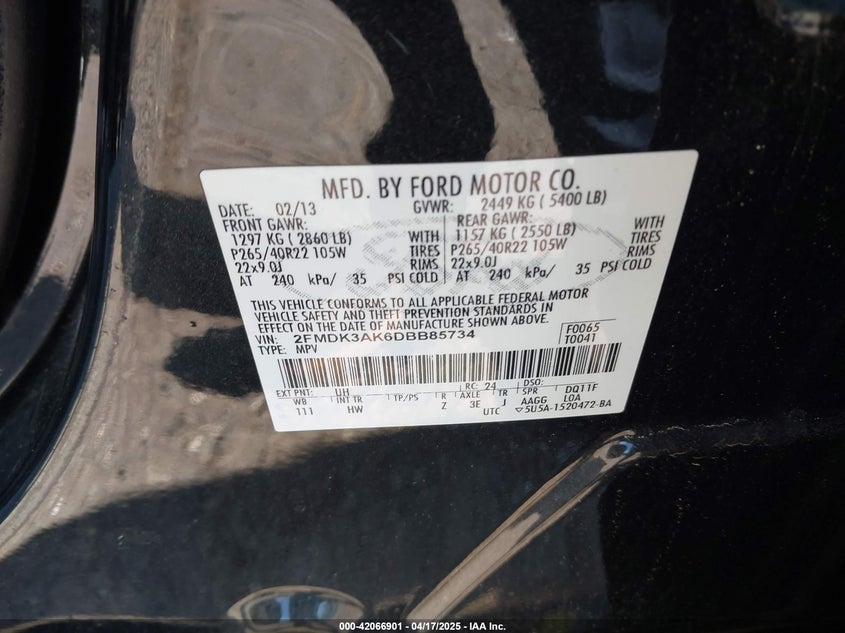 MFD. BY FORD MOTOR CO.
DATE: 02/13 GVWR: 2449 KG ( 5400 LB)
FRONT GAWR: REAR GAWR:
1297 KG ( 2860 LB) WITH 1157 KG ( 2550 LB) WITH
P265/40R22 105W TIRES P265/40R22 105W TIRES
22x9.0J RIMS 22x9.0J RIMS
AT 240 kPa/ 35 PSI COLD AT 240 kPa/ 35 PSI COLD
THIS VEHICLE CONFORMS TO ALL APPLICABLE FEDERAL MOTOR
VEHICLE SAFETY AND THEFT PREVENTION STANDARDS IN
EFFECT ON THE DATE OF MANUFACTURE SHOWN ABOVE.
VIN: 2FMDK3AK6DBB85734 F0065
TYPE: MPV T0041
EXT PNT: UH RC: 24 DSO:
WB INT TR TP/PS R AXLE TR SPR DQ11F
111 HW Z 3E J AAGG LOA
UTC ▽5U5A-1520472-BA
000-42066901 - 04/17/2025 - IAA Inc.